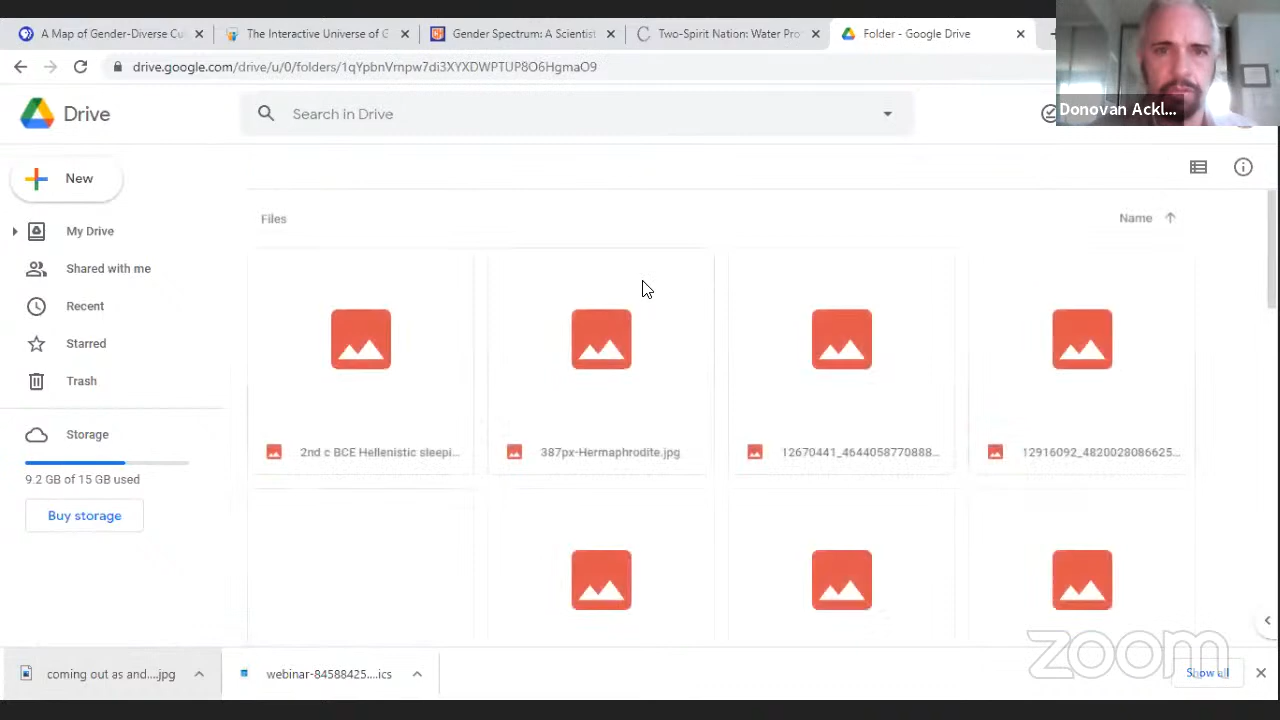 A Map of Gender-Diverse Cu
The Interactive Universe of G
Gender Spectrum: A Scientist
Two-Spirit Nation: Water Pro
Folder - Google Drive
drive.google.com/drive/u/0/folders/1qYpbnVrnpw7di3XYXDWPTUP8O6HgmaO9
Donovan Ackl...
Drive
Search in Drive
New
My Drive
Shared with me
Recent
Starred
Trash
Storage
9.2 GB of 15 GB used
Buy storage
Files
Name
2nd c BCE Hellenistic sleepi...
387px-Hermaphrodite.jpg
12670441_4644058770888...
12916092_4820028086625...
coming out as and....jpg
webinar-84588425....ics
zoom
Show all